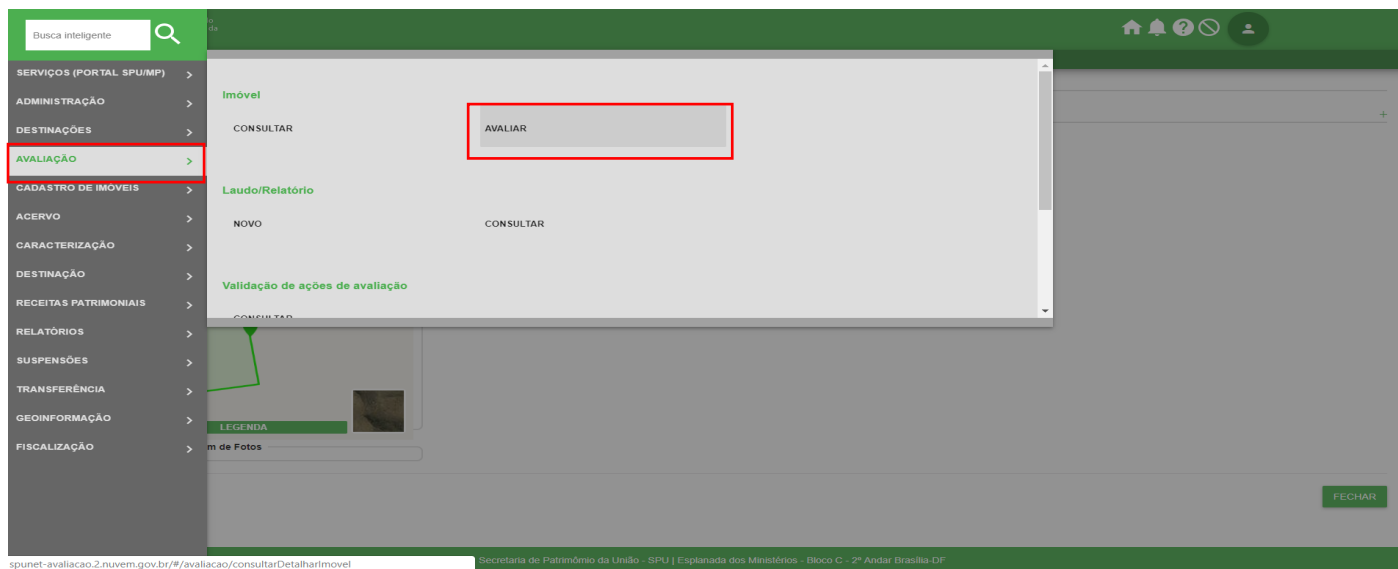 Busca inteligente
SERVIÇOS (PORTAL SPU/MP)
ADMINISTRAÇÃO
DESTINAÇÕES
AVALIAÇÃO
CADASTRO DE IMÓVEIS
ACERVO
CARACTERIZAÇÃO
DESTINAÇÃO
RECEITAS PATRIMONIAIS
RELATÓRIOS
SUSPENSÕES
TRANSFERÊNCIA
GEOINFORMAÇÃO
FISCALIZAÇÃO
Imóvel
CONSULTAR AVALIAR
Laudo/Relatório
NOVO CONSULTAR
Validação de ações de avaliação
CONSULTAR
LEGENDA
m de Fotos
FECHAR
Secretaria de Patrimônio da União - SPU | Esplanada dos Ministérios - Bloco C - 2º Andar Brasília-DF
spunet-avaliacao.2.nuvem.gov.br/#/avaliacao/consultarDetalharImovel